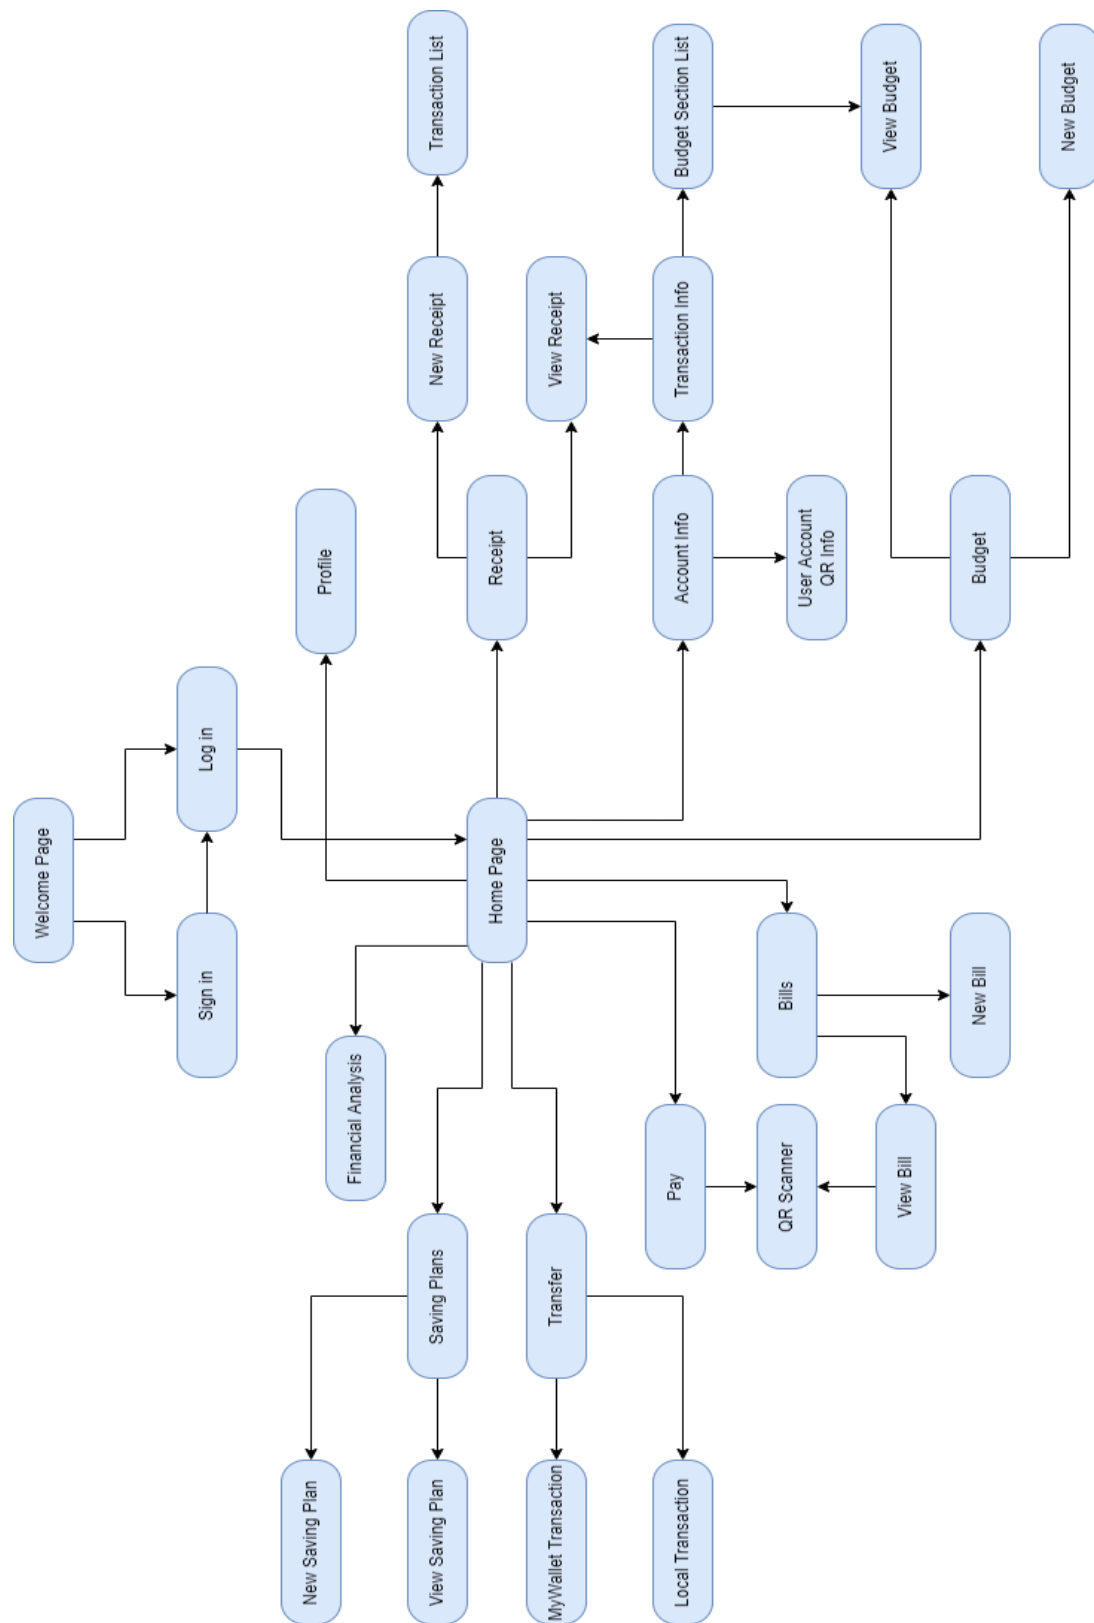 Welcome Page
Sign in
Log in
Home Page
Financial Analysis
Profile
Saving Plans
New Saving Plan
View Saving Plan
Transfer
MyWallet Transaction
Local Transaction
Pay
QR Scanner
View Bill
Bills
New Bill
Receipt
New Receipt
Transaction List
View Receipt
Account Info
User Account
QR Info
Transaction Info
Budget Section List
View Budget
Budget
New Budget